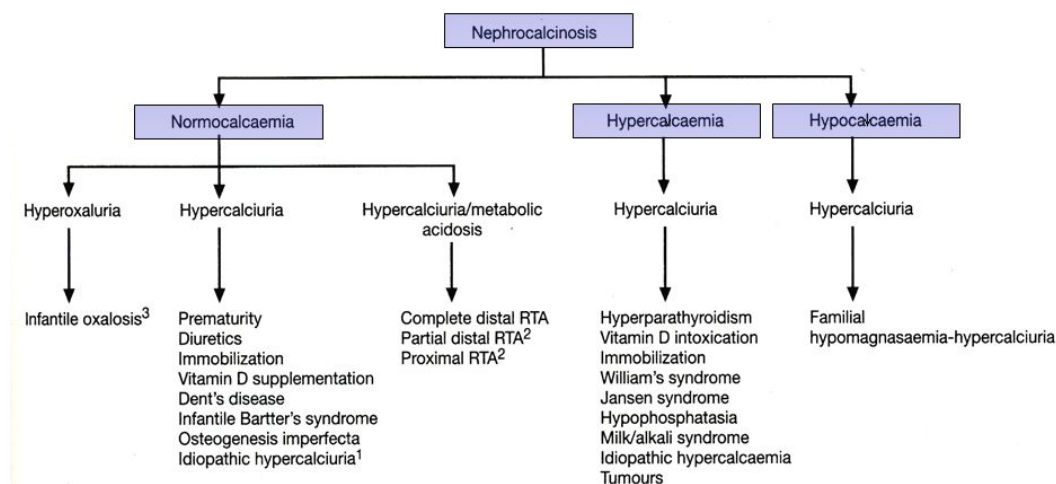 Nephrocalcinosis
Normocalcaemia
Hypercalcaemia
Hypocalcaemia
Hyperoxaluria
Hypercalciuria
Hypercalciuria/metabolic
acidosis
Hypercalciuria
Hypercalciuria
Infantile oxalosis3
Prematurity
Diuretics
Immobilization
Vitamin D supplementation
Dent's disease
Infantile Bartter's syndrome
Osteogenesis imperfecta
Idiopathic hypercalciuria1
Complete distal RTA
Partial distal RTA2
Proximal RTA2
Hyperparathyroidism
Vitamin D intoxication
Immobilization
William's syndrome
Jansen syndrome
Hypophosphatasia
Milk/alkali syndrome
Idiopathic hypercalcaemia
Tumours
Familial
hypomagnasaemia-hypercalciuria